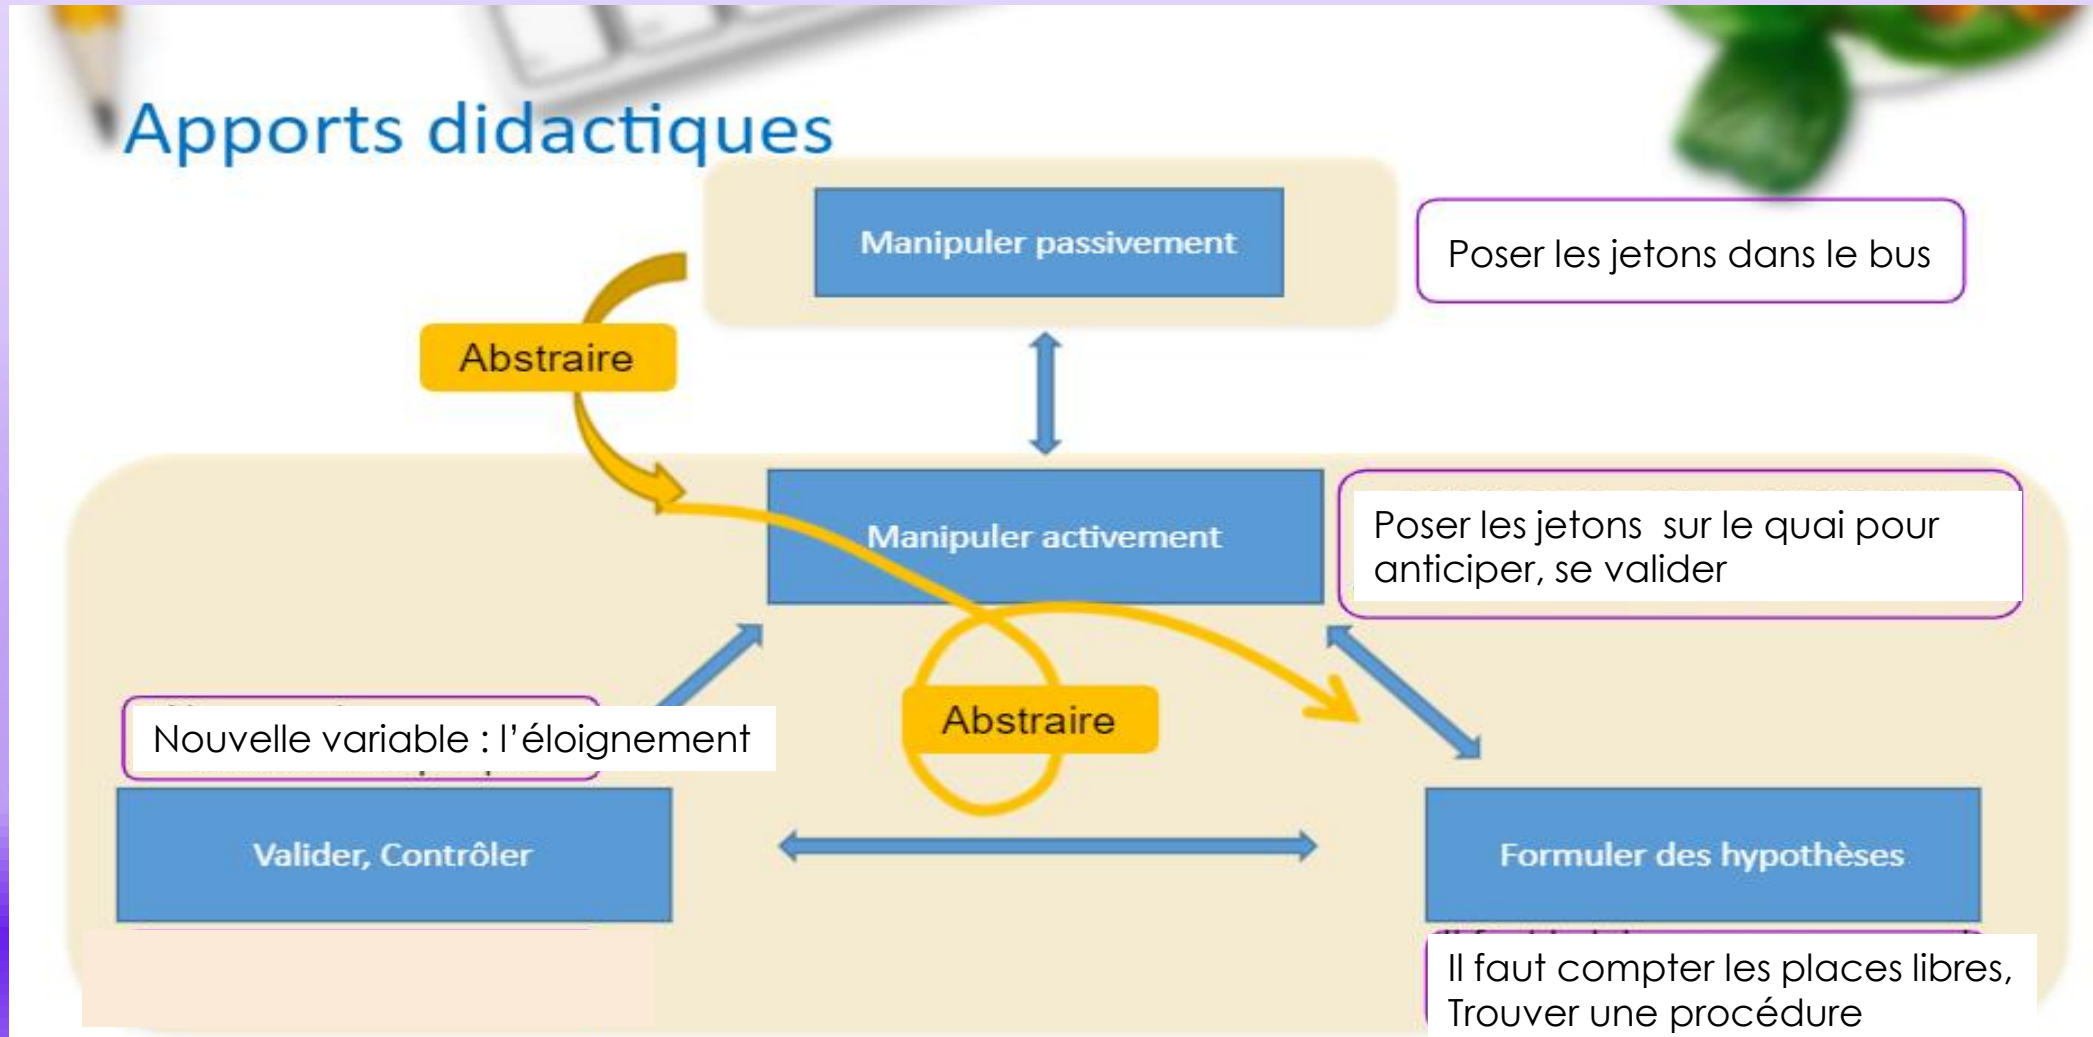 Apports didactiques
Manipuler passivement
Poser les jetons dans le bus
Abstraire
Manipuler activement
Poser les jetons sur le quai pour
anticiper, se valider
Nouvelle variable : l’éloignement
Abstraire
Valider, Contrôler
Formuler des hypothèses
Il faut compter les places libres,
Trouver une procédure